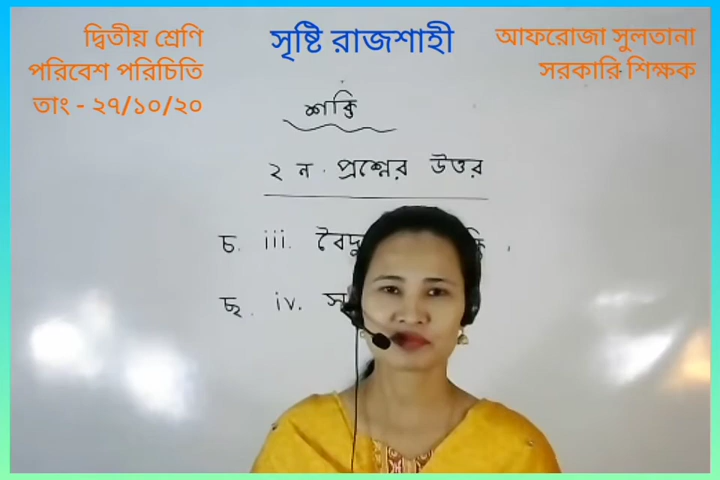 দ্বিতীয় শ্রেণি
পরিবেশ পরিচিতি
তাং - ২৭/১০/২০
সৃষ্টি রাজশাহী
আফরোজা সুলতানা
সরকারি শিক্ষক
শক্তি
২ ন. প্রশ্নের উত্তর
চ. iii.
ছ. iv.